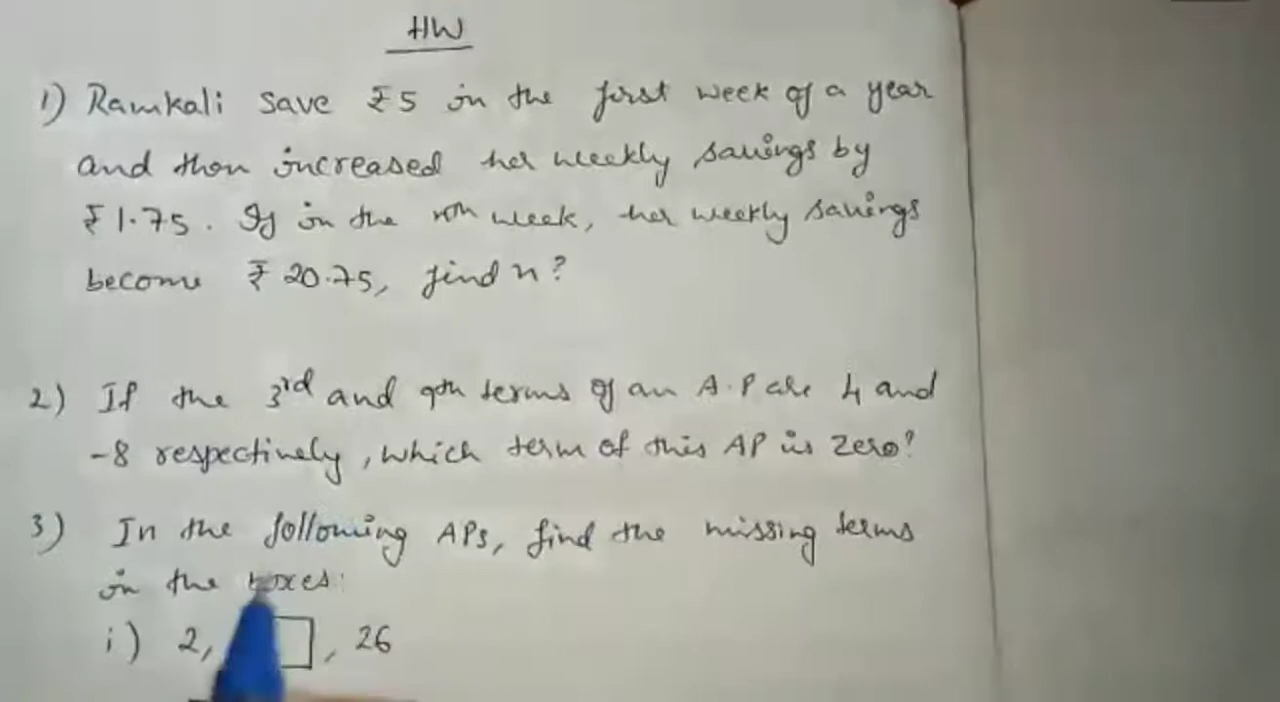 HW
1) Ramkali save ₹5 in the first week of a year
and then increased her weekly savings by
₹1.75. If in the nth week, her weekly savings
become ₹20.75, find n?
2) If the 3rd and 9th terms of an A.P are 4 and
-8 respectively, which term of this AP is zero?
3) In the following APs, find the missing terms
in the boxes:
i) 2, □, 26